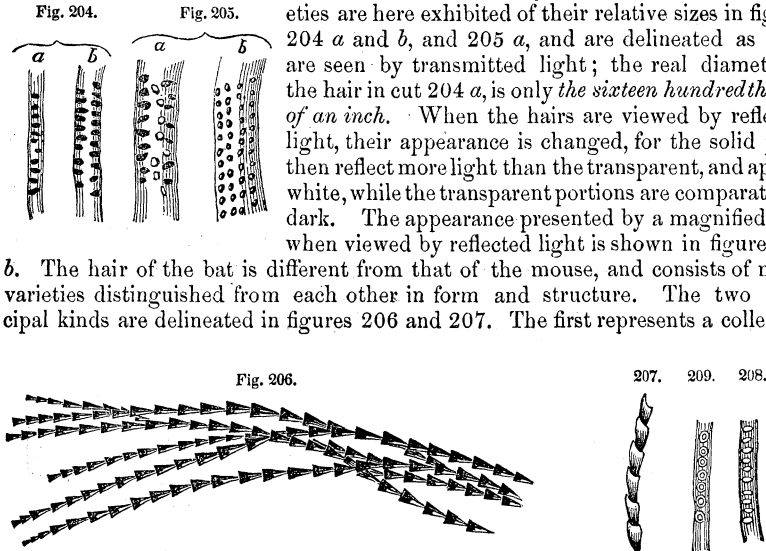 Fig. 204. Fig. 205.
a b a b
eties are here exhibited of their relative sizes in fig
204 a and b, and 205 a, and are delineated as
are seen by transmitted light; the real diamet
the hair in cut 204 a, is only the sixteen hundredth
of an inch. When the hairs are viewed by refle
light, their appearance is changed, for the solid
then reflect more light than the transparent, and ap
white, while the transparent portions are comparat
dark. The appearance presented by a magnified
when viewed by reflected light is shown in figure
b. The hair of the bat is different from that of the mouse, and consists of
varieties distinguished from each other in form and structure. The two
cipal kinds are delineated in figures 206 and 207. The first represents a colle
Fig. 206.
207. 209. 208.